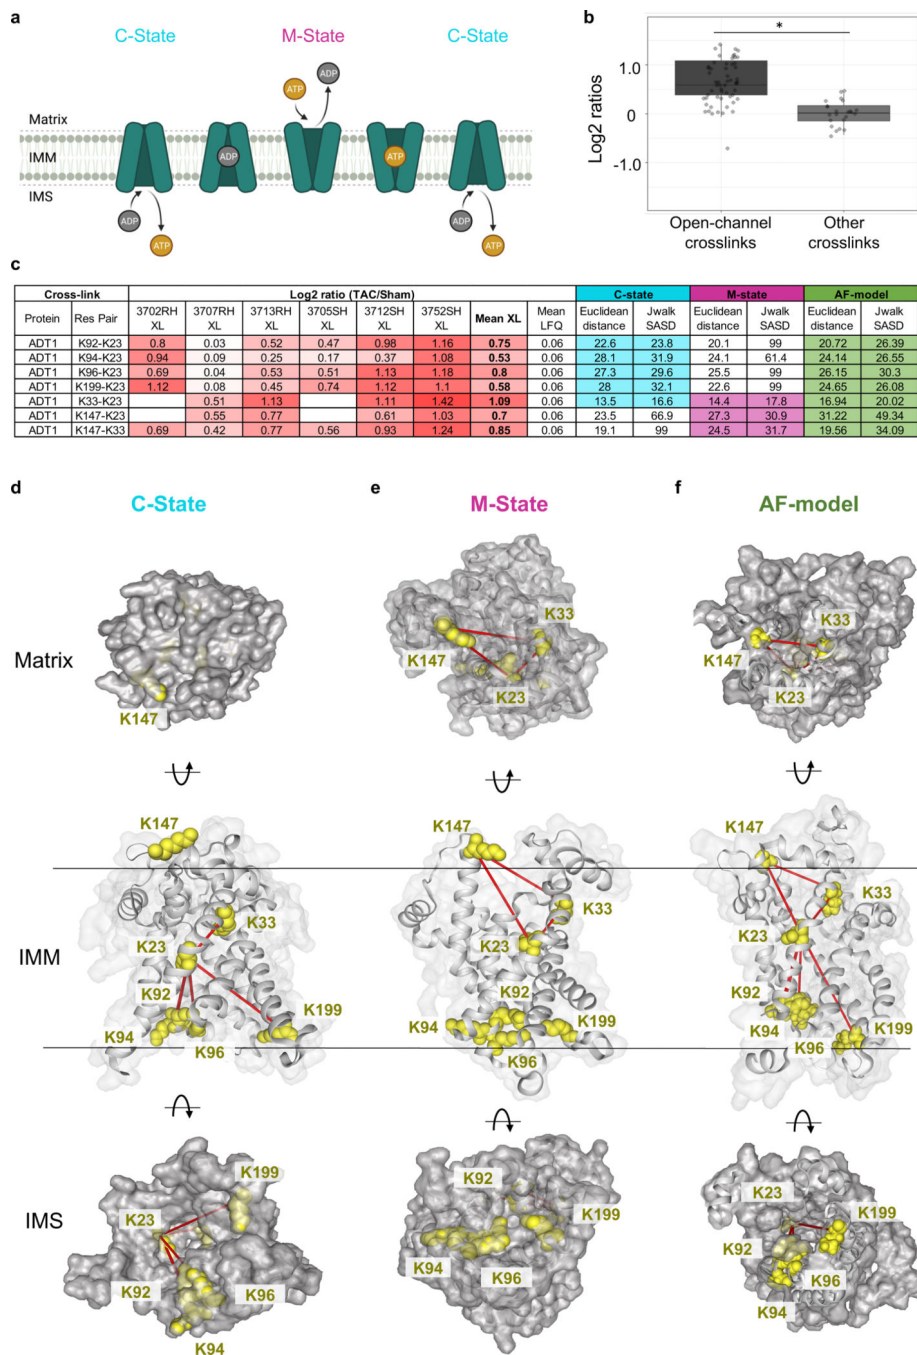 a
C-State
M-State
C-State
ADP
ATP
Matrix
IMM
IMS
ADP
ATP
ADP
ATP
ADP
ATP
b
*
Log2 ratios
1.0
0
-1.0
Open-channel crosslinks
Other crosslinks
c
Cross-link Log2 ratio (TAC/Sham) C-state M-state AF-model
Protein Res Pair 3702RH XL 3707RH XL 3713RH XL 3705SH XL 3712SH XL 3752SH XL Mean XL Mean LFQ Euclidean distance Jwalk SASD Euclidean distance Jwalk SASD Euclidean distance Jwalk SASD
ADT1 K92-K23 0.8 0.03 0.52 0.47 0.98 1.16 0.75 0.06 22.6 23.8 20.1 99 20.72 26.39
ADT1 K94-K23 0.94 0.09 0.25 0.17 0.37 1.08 0.53 0.06 28.1 31.9 24.1 61.4 24.14 26.55
ADT1 K96-K23 0.69 0.04 0.53 0.51 1.13 1.18 0.8 0.06 27.3 29.6 25.5 99 26.15 30.3
ADT1 K199-K23 1.12 0.08 0.45 0.74 1.12 1.1 0.58 0.06 28 32.1 22.6 99 24.65 26.08
ADT1 K33-K23 0.51 1.13 1.11 1.42 1.09 0.06 13.5 16.6 14.4 17.8 16.94 20.02
ADT1 K147-K23 0.55 0.77 0.61 1.03 0.7 0.06 23.5 66.9 27.3 30.9 31.22 49.34
ADT1 K147-K33 0.69 0.42 0.77 0.56 0.93 1.24 0.85 0.06 19.1 99 24.5 31.7 19.56 34.09
d
C-State
e
M-State
f
AF-model
Matrix
K147
K33
K147
K23
K33
K147
K23
IMM
K147
K33
K23
K92
K94
K96
K199
K147
K33
K23
K92
K94
K199
K96
K147
K33
K23
K92
K94
K199
K96
IMS
K199
K23
K92
K96
K94
K92
K199
K94
K96
K23
K199
K92
K96
K94